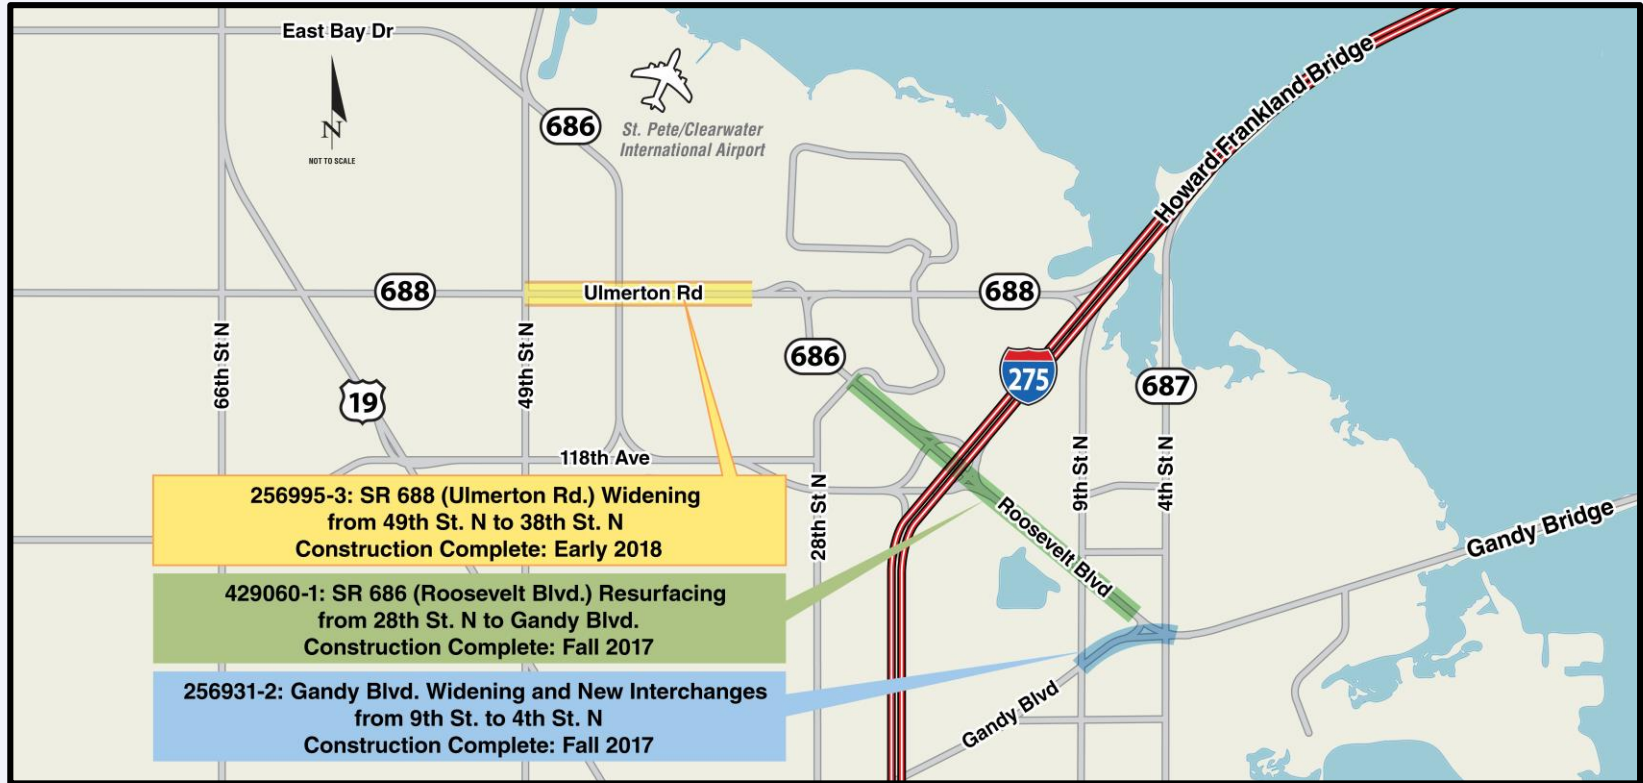 East Bay Dr
N
NOT TO SCALE
686
St. Pete/Clearwater
International Airport
Howard Frankland Bridge
688
Ulmerton Rd
688
66th St N
49th St N
686
19
275
687
118th Ave
28th St N
9th St N
4th St N
Roosevelt Blvd
Gandy Bridge
Gandy Blvd
256995-3: SR 688 (Ulmerton Rd.) Widening
from 49th St. N to 38th St. N
Construction Complete: Early 2018
429060-1: SR 686 (Roosevelt Blvd.) Resurfacing
from 28th St. N to Gandy Blvd.
Construction Complete: Fall 2017
256931-2: Gandy Blvd. Widening and New Interchanges
from 9th St. to 4th St. N
Construction Complete: Fall 2017